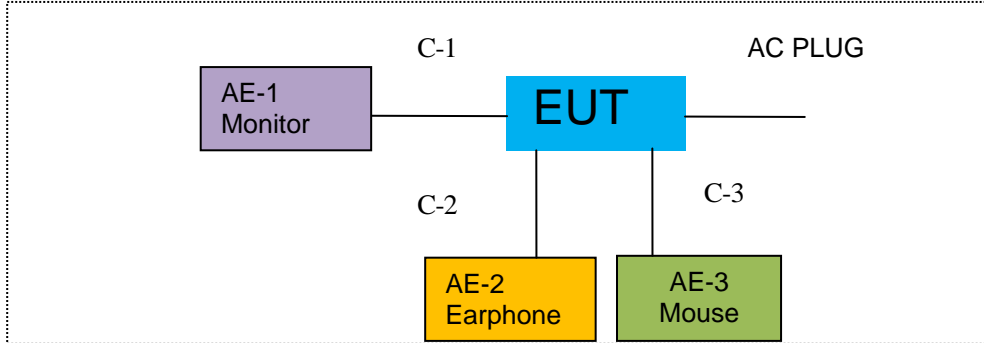 C-1
AC PLUG
AE-1
Monitor
EUT
C-2
C-3
AE-2
Earphone
AE-3
Mouse